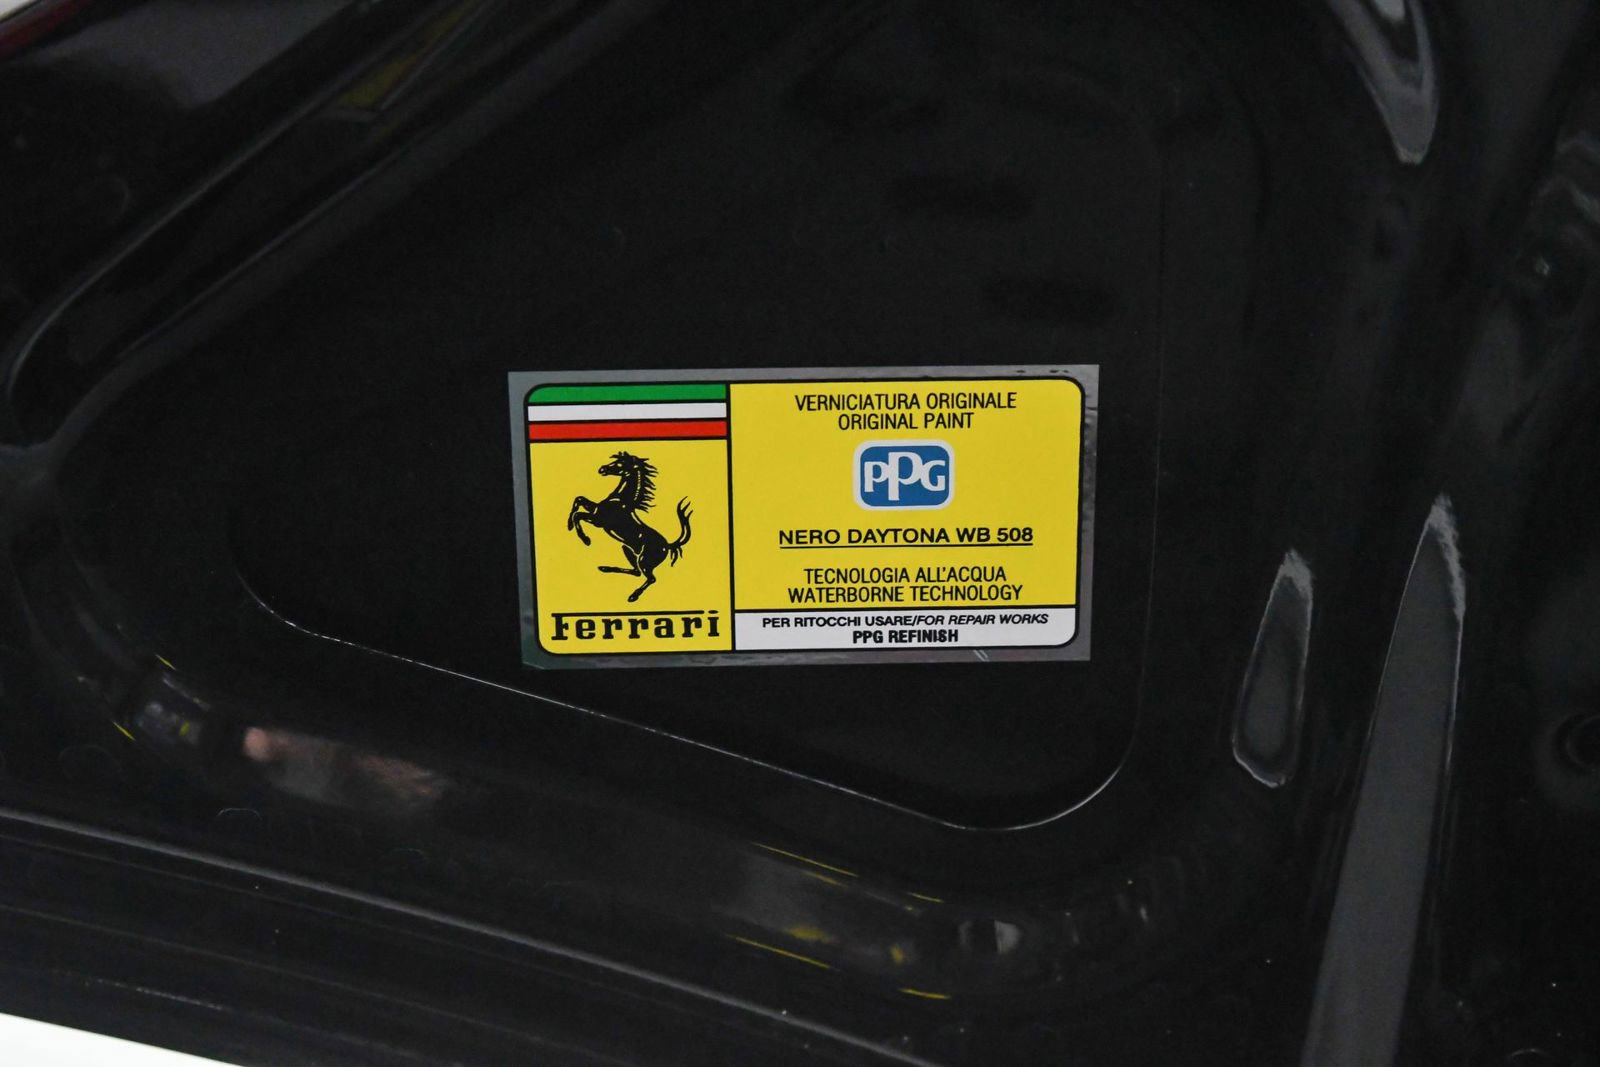 Ferrari
VERNICIATURA ORIGINALE
ORIGINAL PAINT
PPG
NERO DAYTONA WB 508
TECNOLOGIA ALL'ACQUA
WATERBORNE TECHNOLOGY
PER RITOCCHI USARE/FOR REPAIR WORKS
PPG REFINISH